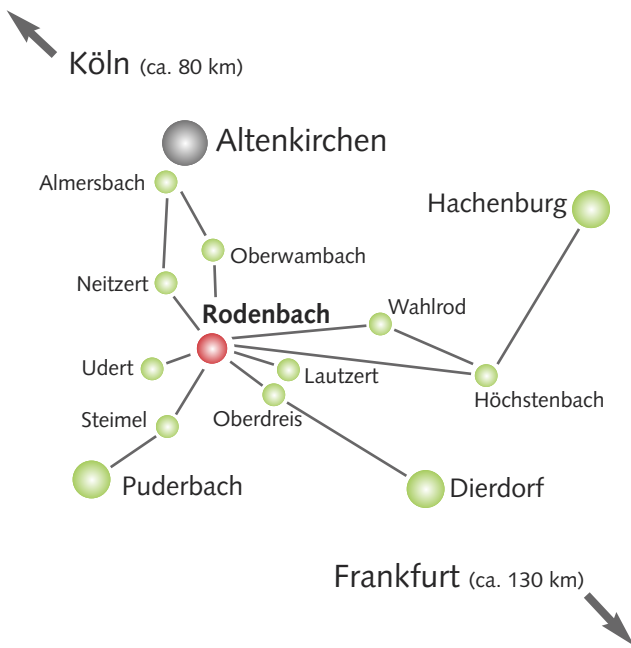 Köln (ca. 80 km)
Altenkirchen
Almersbach
Hachenburg
Oberwambach
Neitzert
Wahlrod
Rodenbach
Udert
Lautzert
Höchstenbach
Steimel
Oberdreis
Puderbach
Dierdorf
Frankfurt (ca. 130 km)